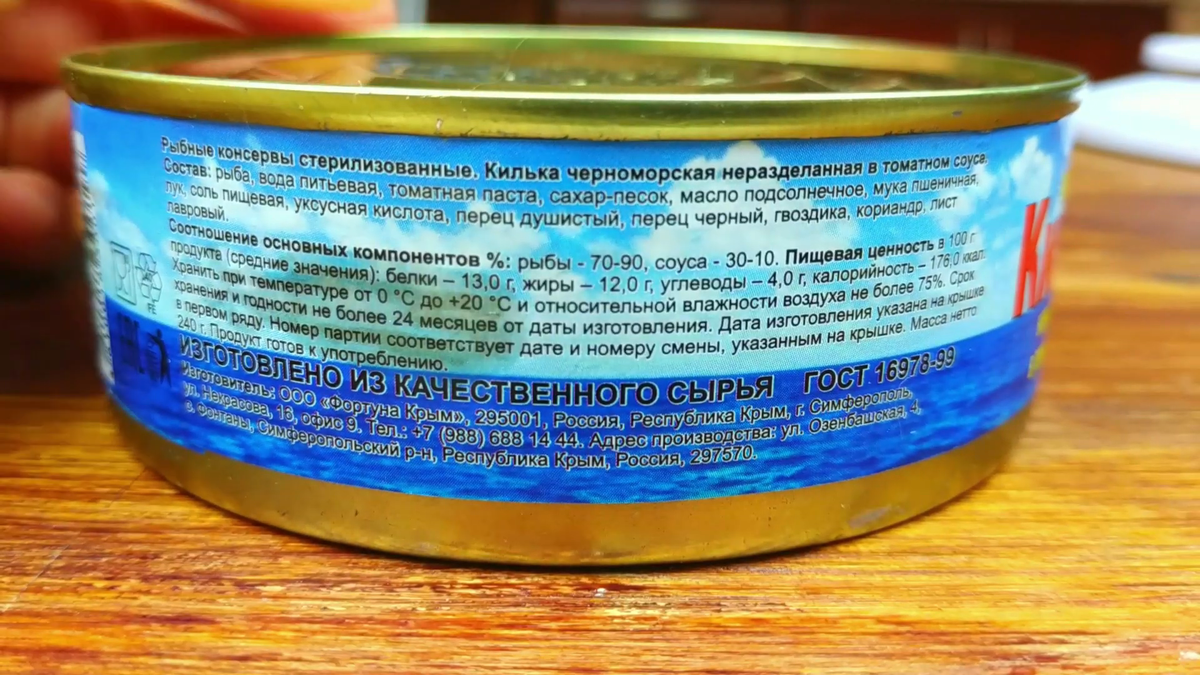 Рыбные консервы стерилизованные. Килька черноморская неразделанная в томатном соусе.
Состав: рыба, вода питьевая, томатная паста, сахар-песок, масло подсолнечное, мука пшеничная,
лук, соль пищевая, уксусная кислота, перец душистый, перец черный, гвоздика, кориандр, лист
лавровый.
Соотношение основных компонентов %: рыбы - 70-90, соуса - 30-10. Пищевая ценность в 100 г
продукта (средние значения): белки – 13,0 г, жиры – 12,0 г, углеводы – 4,0 г, калорийность – 176,0 ккал.
Хранить при температуре от 0 °С до +20 °С и относительной влажности воздуха не более 75%. Срок
хранения и годности не более 24 месяцев от даты изготовления. Дата изготовления указана на крышке
в первом ряду. Номер партии соответствует дате и номеру смены, указанным на крышке. Масса нетто
240 г. Продукт готов к употреблению.
ИЗГОТОВЛЕНО ИЗ КАЧЕСТВЕННОГО СЫРЬЯ ГОСТ 16978-99
Изготовитель: ООО «Фортуна Крым», 295001, Россия, Республика Крым, г. Симферополь,
ул. Некрасова, 16, офис 9. Тел.: +7 (988) 688 14 44. Адрес производства: ул. Озенбашская, 4,
с. Фонтаны, Симферопольский р-н, Республика Крым, Россия, 297570.
FE
EAC